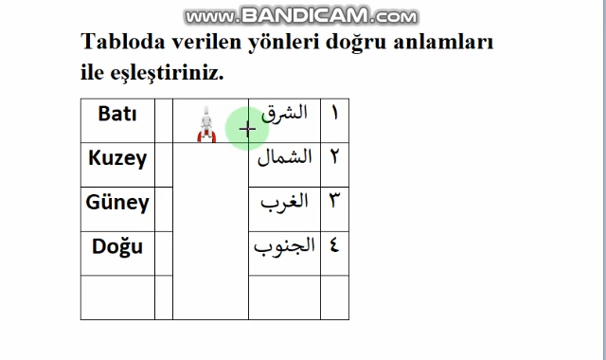 www.BANDICAM.com
Tabloda verilen yönleri doğru anlamları
ile eşleştiriniz.
Batı الشرق ١
Kuzey الشمال ٢
Güney الغرب ٣
Doğu الجنوب ٤